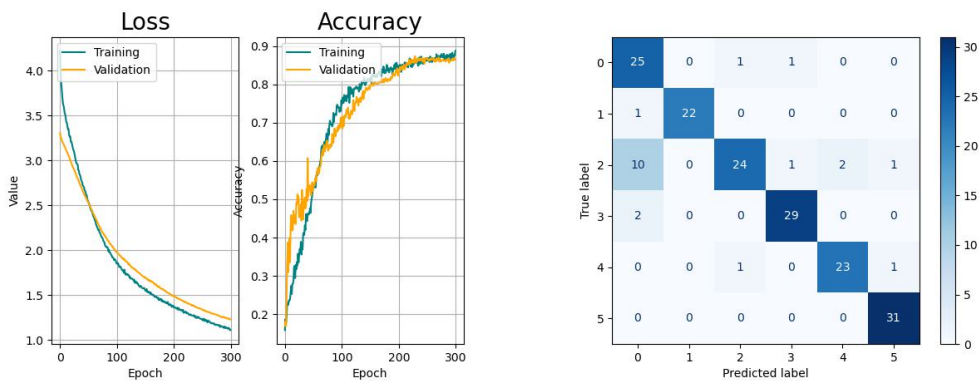 Loss
Training
Validation
4.0
3.5
3.0
2.5
2.0
1.5
1.0
Value
0 100 200 300
Epoch
Accuracy
Training
Validation
0.9
0.8
0.7
0.6
0.5
0.4
0.3
0.2
Accuracy
0 100 200 300
Epoch
True label
0 25 0 1 1 0 0
1 1 22 0 0 0 0
2 10 0 24 1 2 1
3 2 0 0 29 0 0
4 0 0 1 0 23 1
5 0 0 0 0 0 31
0 1 2 3 4 5
Predicted label
30
25
20
15
10
5
0